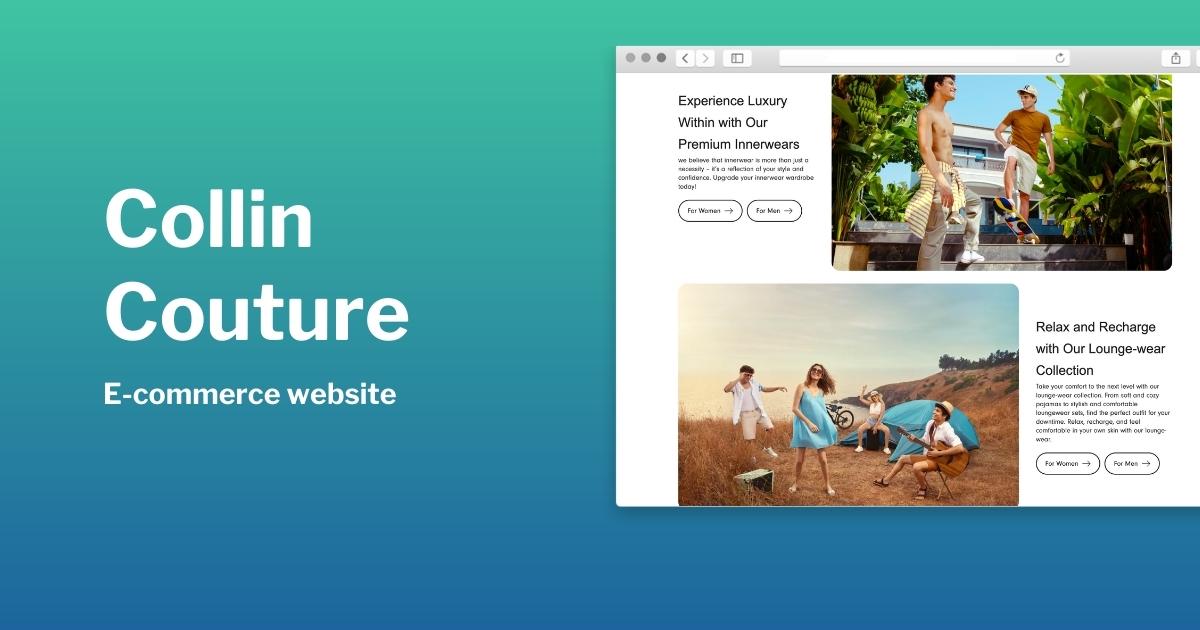 Collin
Couture
E-commerce website
Experience Luxury
Within with Our
Premium Innerwears
we believe that innerwear is more than just a
necessity - it's a reflection of your style and
confidence. Upgrade your innerwear wardrobe
today!
For Women →
For Men →
Relax and Recharge
with Our Lounge-wear
Collection
Take your comfort to the next level with our
lounge-wear collection. From soft and cozy
pajamas to stylish and comfortable
loungewear sets, find the perfect outfit for your
downtime. Relax, recharge, and feel
comfortable in your own skin with our lounge-
wear.
For Women →
For Men →